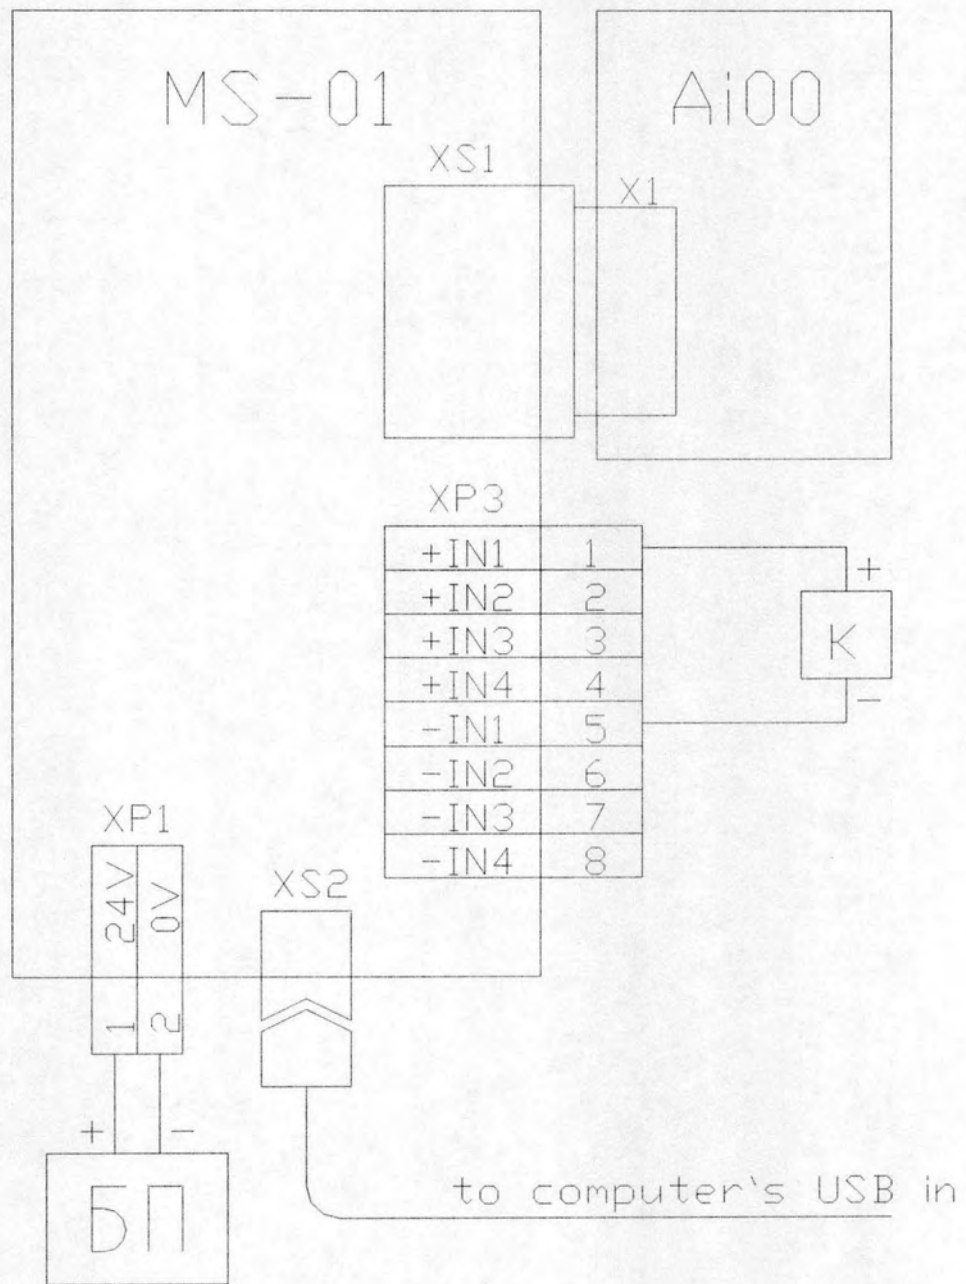 MS-01
Ai00
XS1
X1
XP3
+IN1 1
+IN2 2
+IN3 3
+IN4 4
-IN1 5
-IN2 6
-IN3 7
-IN4 8
+
K
-
XP1
24V 1
0V 2
XS2
+ -
БП
to computer's USB in